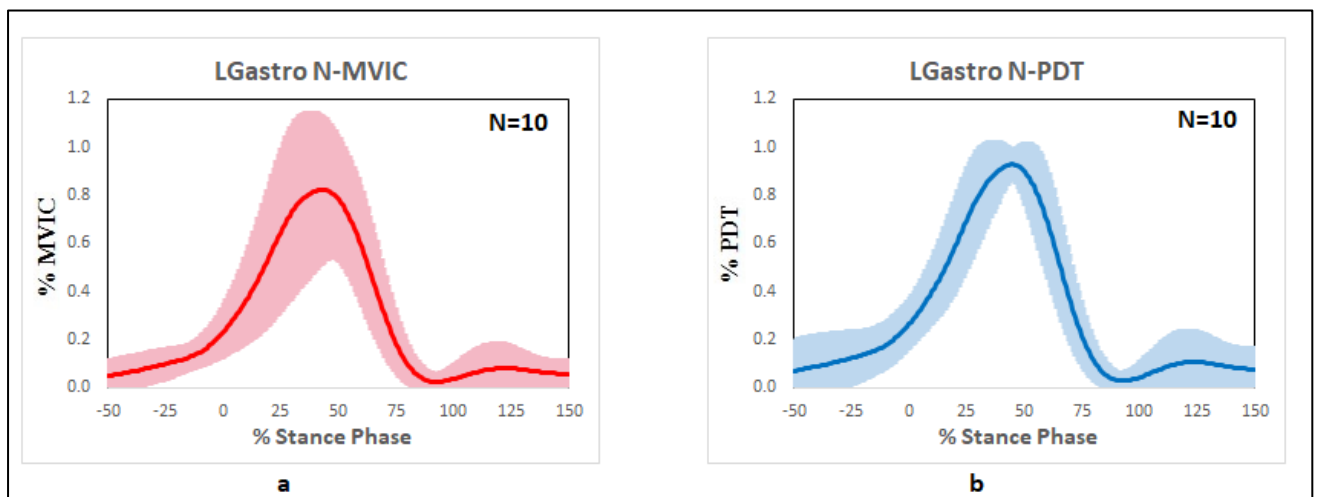 LGastro N-MVIC
1.2
N=10
1.0
0.8
0.6
0.4
0.2
0.0
% MVIC
-50 -25 0 25 50 75 100 125 150
% Stance Phase
a
LGastro N-PDT
1.2
N=10
1.0
0.8
0.6
0.4
0.2
0.0
% PDT
-50 -25 0 25 50 75 100 125 150
% Stance Phase
b